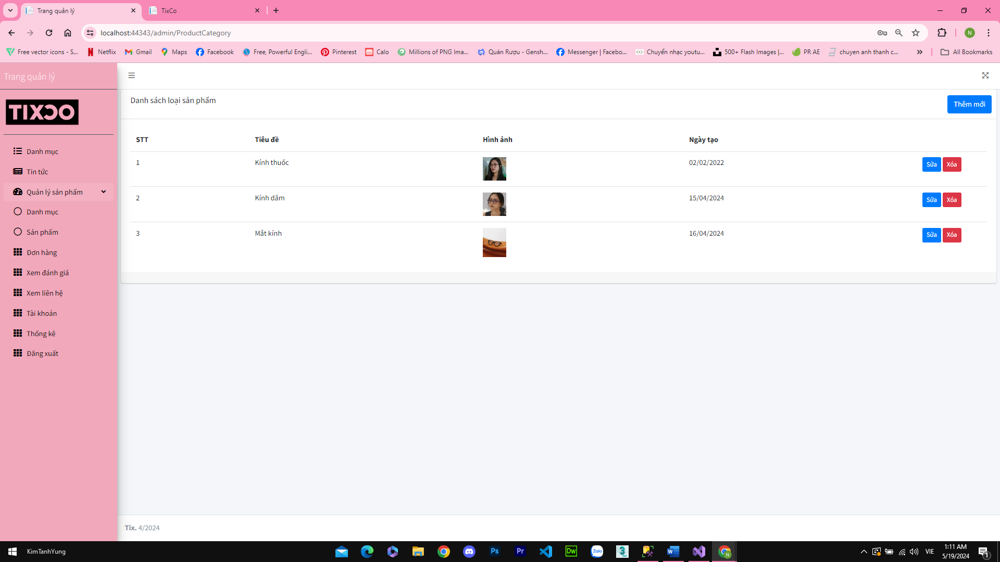 Trang quản lý
TixCo
localhost:44343/admin/ProductCategory
N
Free vector icons - S...
Netflix
Gmail
Maps
Facebook
Free, Powerful Engli...
Pinterest
Calo
Millions of PNG Ima...
Quán Rượu - Gensh...
Messenger | Facebo...
Chuyển nhạc youtu...
500+ Flash Images |...
PR AE
chuyen anh thanh c...
All Bookmarks
Trang quản lý
TIXCO
Danh mục
Tin tức
Quản lý sản phẩm
Danh mục
Sản phẩm
Đơn hàng
Xem đánh giá
Xem liên hệ
Tài khoản
Thống kê
Đăng xuất
Danh sách loại sản phẩm
Thêm mới
STT Tiêu đề Hình ảnh Ngày tạo
1 Kính thuốc 02/02/2022 Sửa Xóa
2 Kính dâm 15/04/2024 Sửa Xóa
3 Mắt kính 16/04/2024 Sửa Xóa
Tix. 4/2024
KimTanhYung
Ps
Pr
Dw
Zalo
3
W
N
VIE
1:11 AM
5/19/2024
1